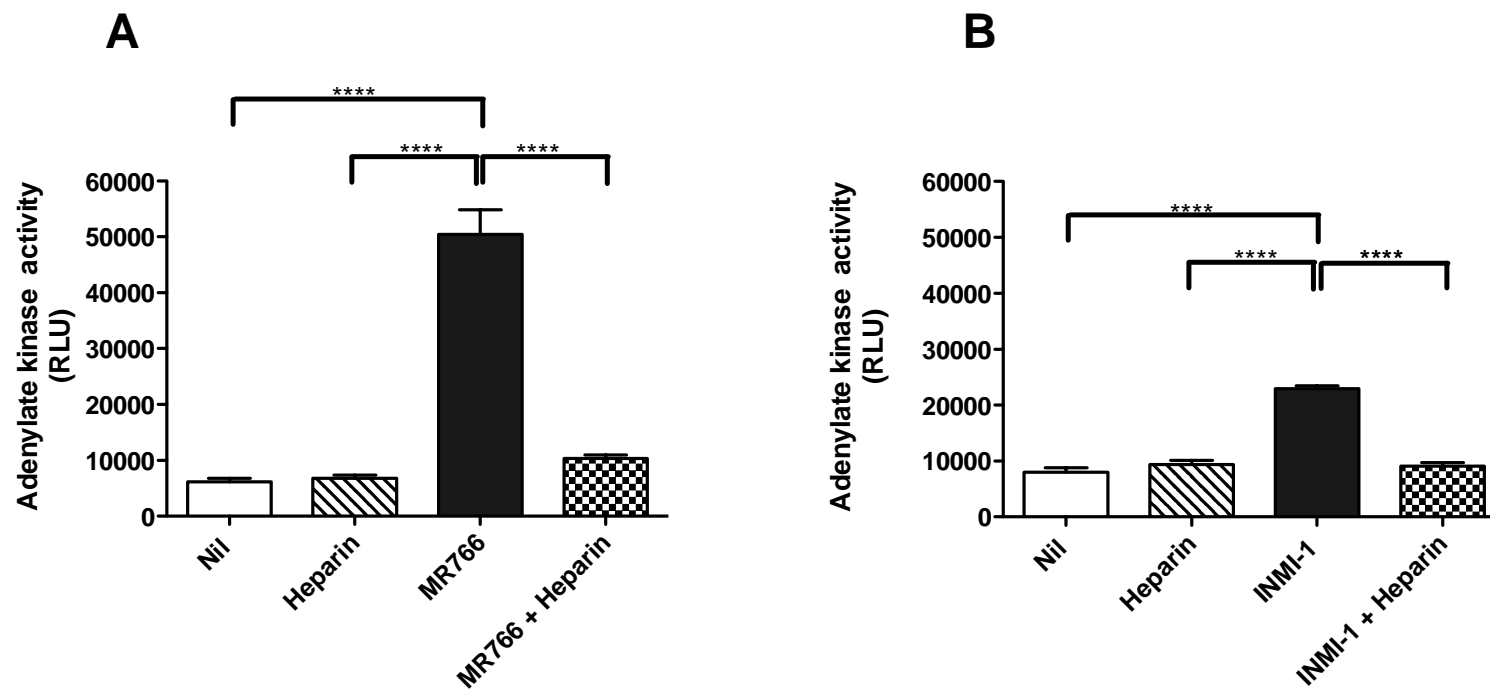 A
****
**** ****
Adenylate kinase activity
(RLU)
60000
50000
40000
30000
20000
10000
0
Nil
Heparin
MR766
MR766 + Heparin
B
****
**** ****
Adenylate kinase activity
(RLU)
60000
50000
40000
30000
20000
10000
0
Nil
Heparin
INMI-1
INMI-1 + Heparin